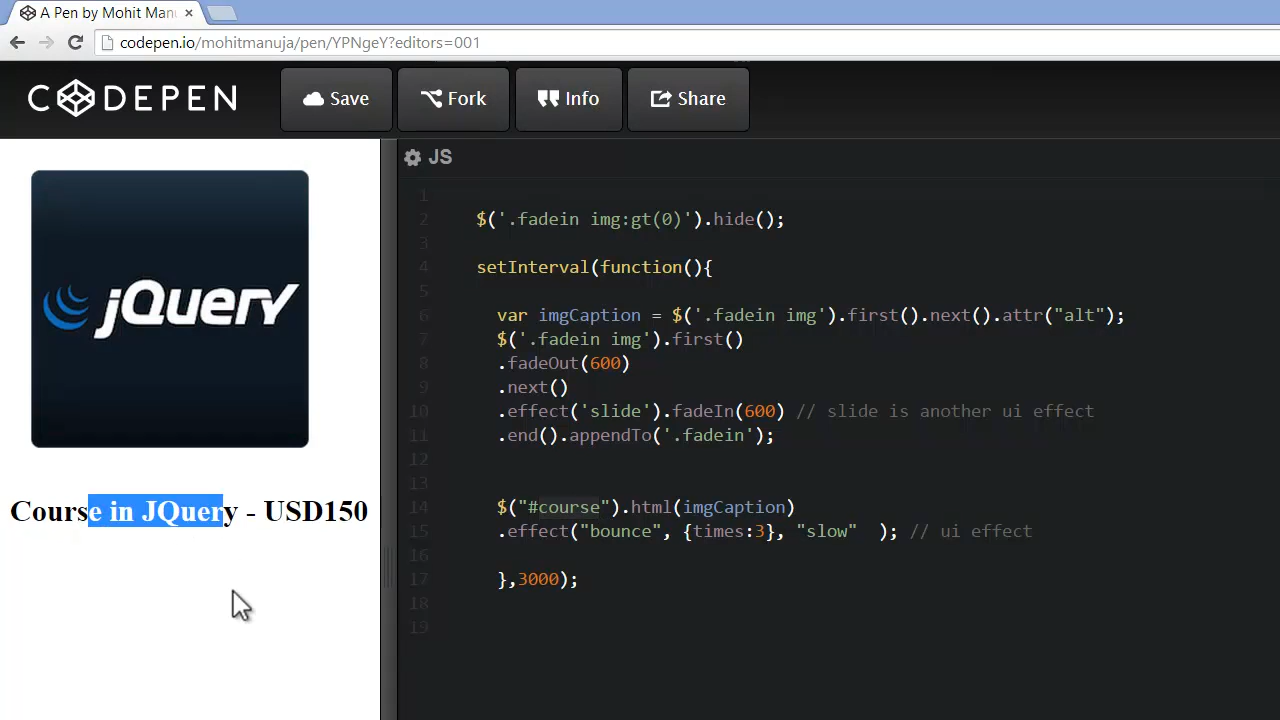 A Pen by Mohit Manu
codepen.io/mohitmanuja/pen/YPNgeY?editors=001
CODEPEN
Save
Fork
Info
Share
JS
jQuery
Course in JQuery - USD150
1
2 $('.fadein img:gt(0)').hide();
3
4 setInterval(function(){
5
6 var imgCaption = $('.fadein img').first().next().attr("alt");
7 $('.fadein img').first()
8 .fadeOut(600)
9 .next()
10 .effect('slide').fadeIn(600) // slide is another ui effect
11 .end().appendTo('.fadein');
12
13
14 $("#course").html(imgCaption)
15 .effect("bounce", {times:3}, "slow" ); // ui effect
16
17 },3000);
18
19